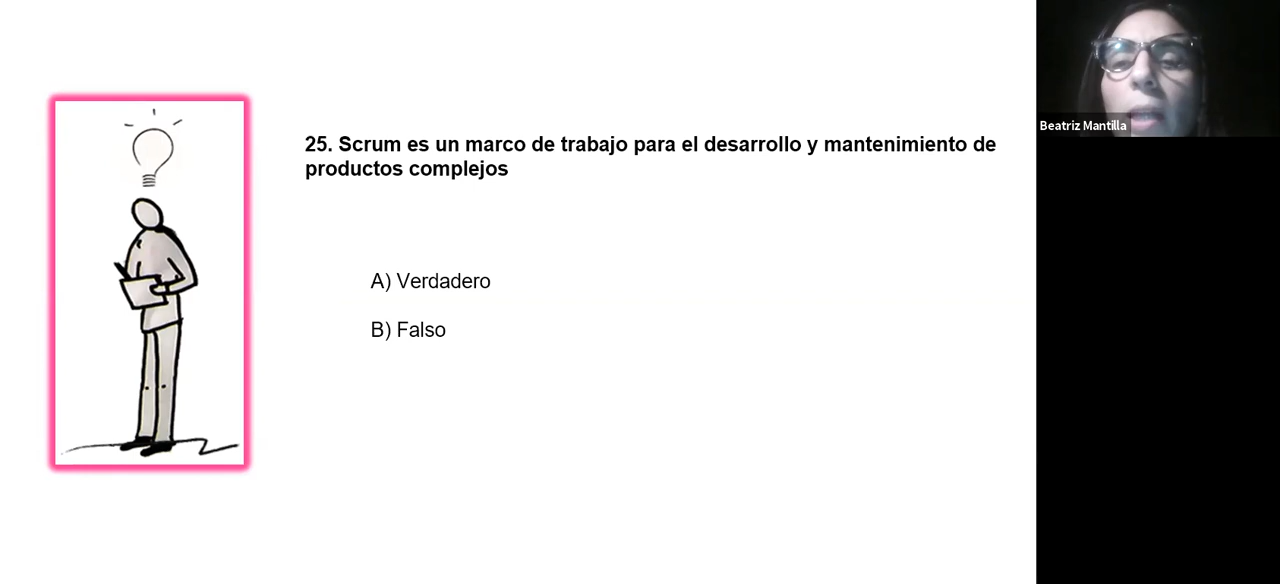 25. Scrum es un marco de trabajo para el desarrollo y mantenimiento de
productos complejos
A) Verdadero
B) Falso
Beatriz Mantilla